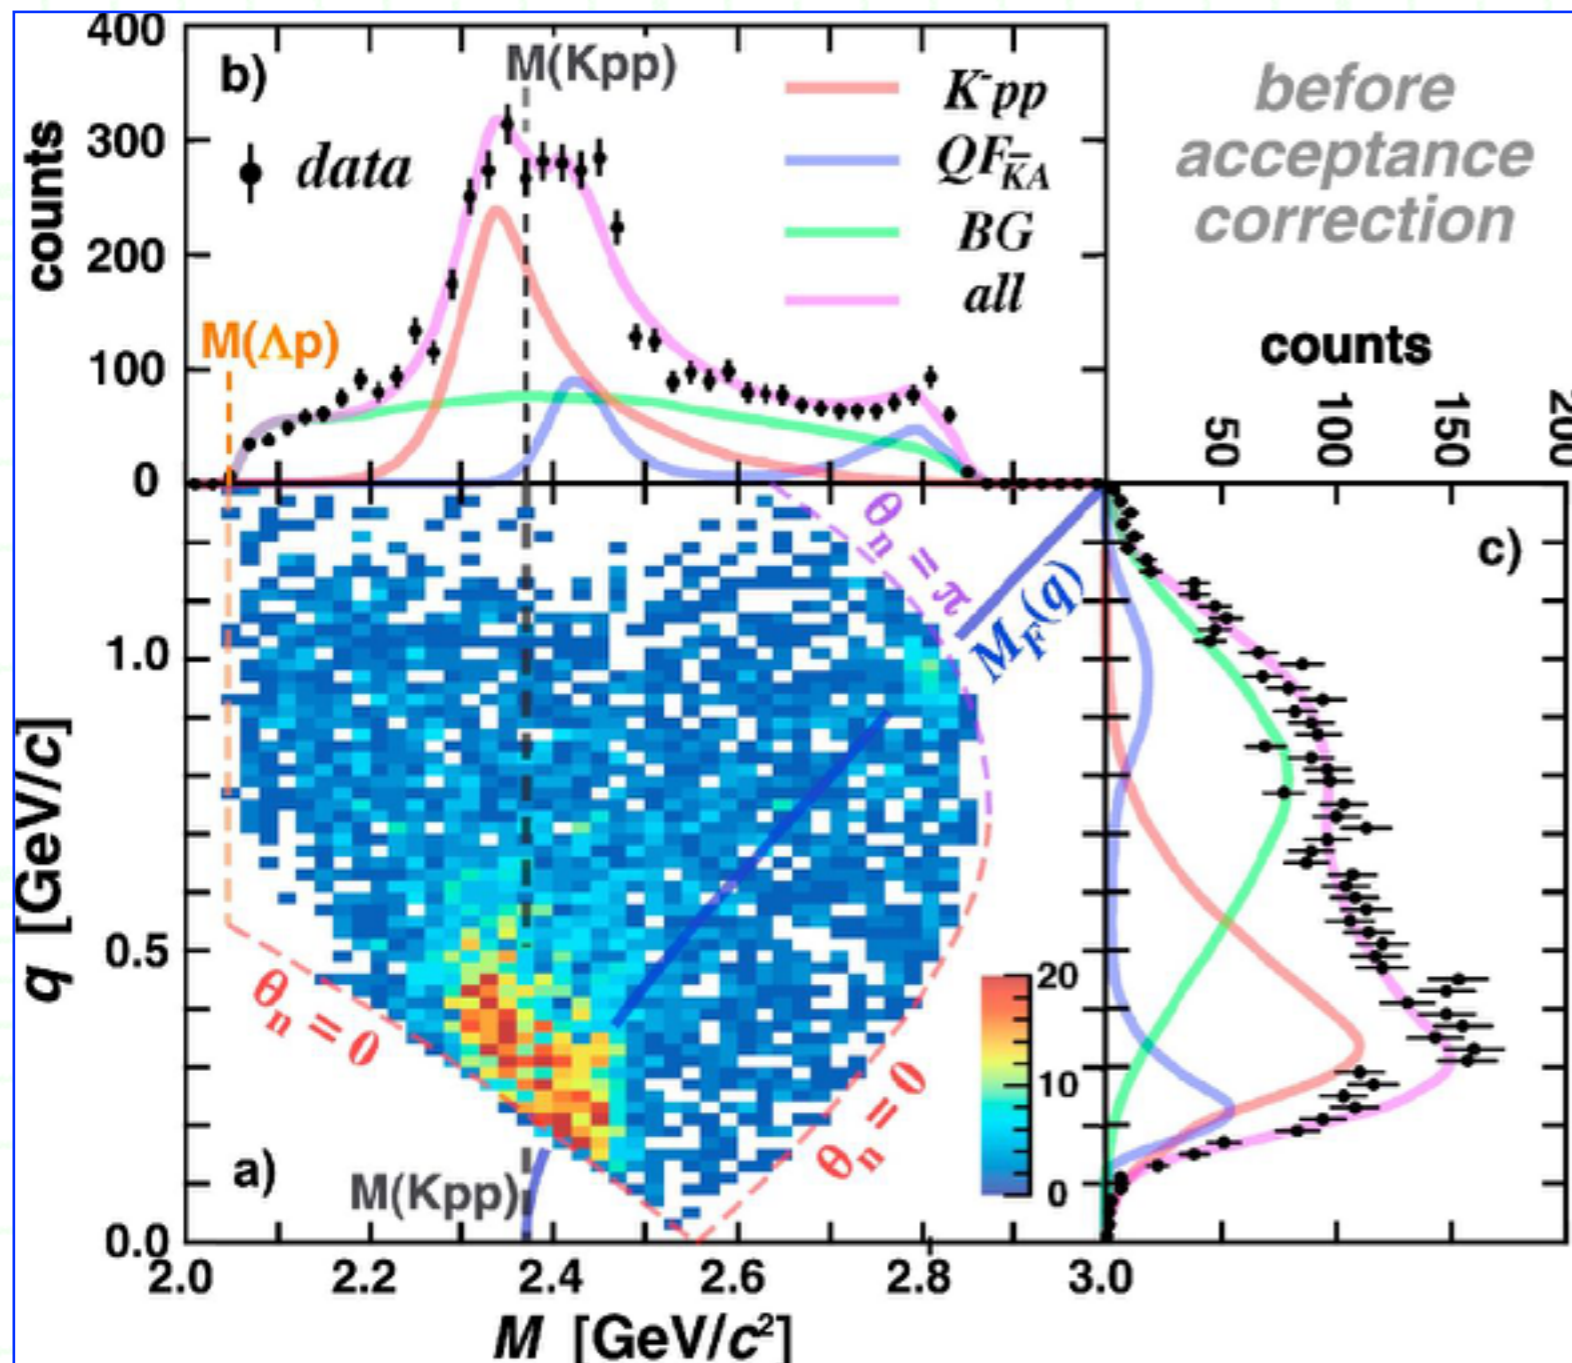 400
300
200
100
0
counts
b)
M(Kpp)
data
M(Λp)
K⁻pp
QF_K̅A
BG
all
before
acceptance
correction
counts
50
100
150
200
c)
θn = π
MF(q)
1.0
0.5
0.0
q [GeV/c]
θn = 0
θn = 0
20
10
0
a)
M(Kpp)
2.0
2.2
2.4
2.6
2.8
3.0
M [GeV/c²]